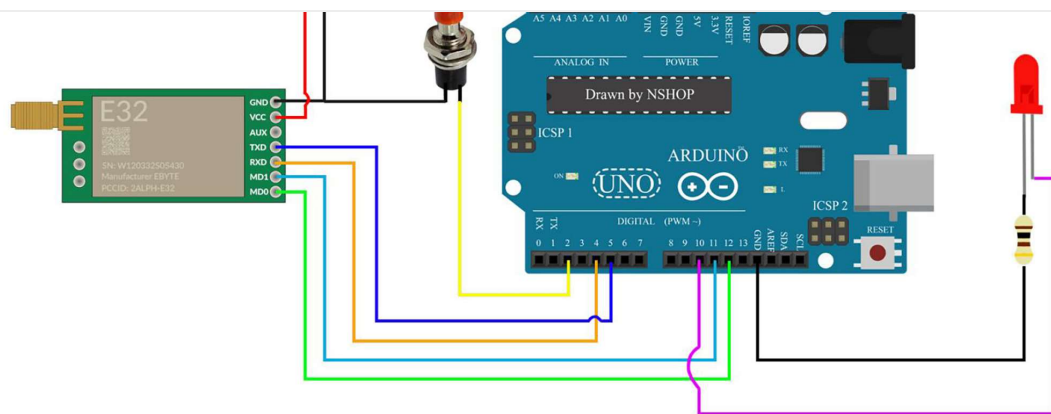 E32
SN: W120332505430
Manufacturer EBYTE
PCCID: 2ALPH-E32
GND
VCC
AUX
TXD
RXD
MD1
MD0
A5 A4 A3 A2 A1 A0
VIN GND GND 5V 3.3V RESET IOREF
ANALOG IN
POWER
Drawn by NSHOP
ICSP 1
ARDUINO
RX
TX
ON
UNO
L
ICSP 2
RX TX
DIGITAL (PWM ~)
GND AREF SDA SCL
RESET
0 1 2 3 4 5 6 7
8 9 10 11 12 13